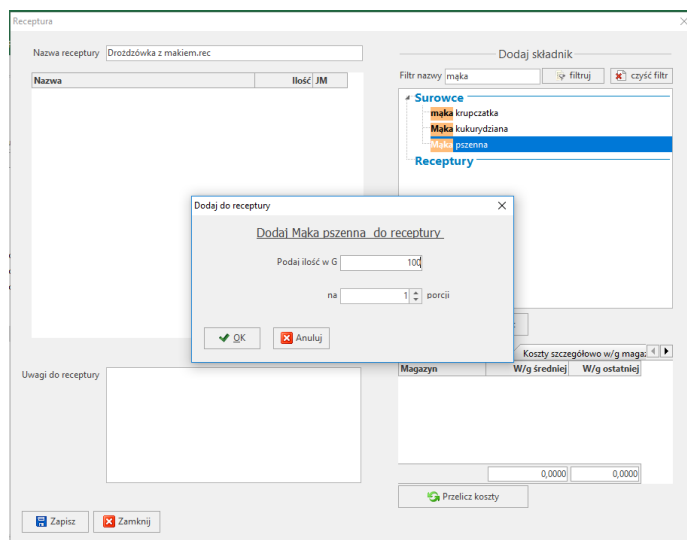 Receptura
Nazwa receptury Drożdżówka z makiem.rec
Nazwa Ilość JM
Dodaj składnik
Filtr nazwy mąka filtruj czyść filtr
Surowce
mąka krupczatka
Mąka kukurydziana
Mąka pszenna
Receptury
Dodaj do receptury
Dodaj Mąka pszenna do receptury
Podaj ilość w G 100
na 1 porcji
OK Anuluj
Koszty szczegółowo w/g maga:
Uwagi do receptury
Magazyn W/g średniej W/g ostatniej
0,0000 0,0000
Przelicz koszty
Zapisz Zamknij